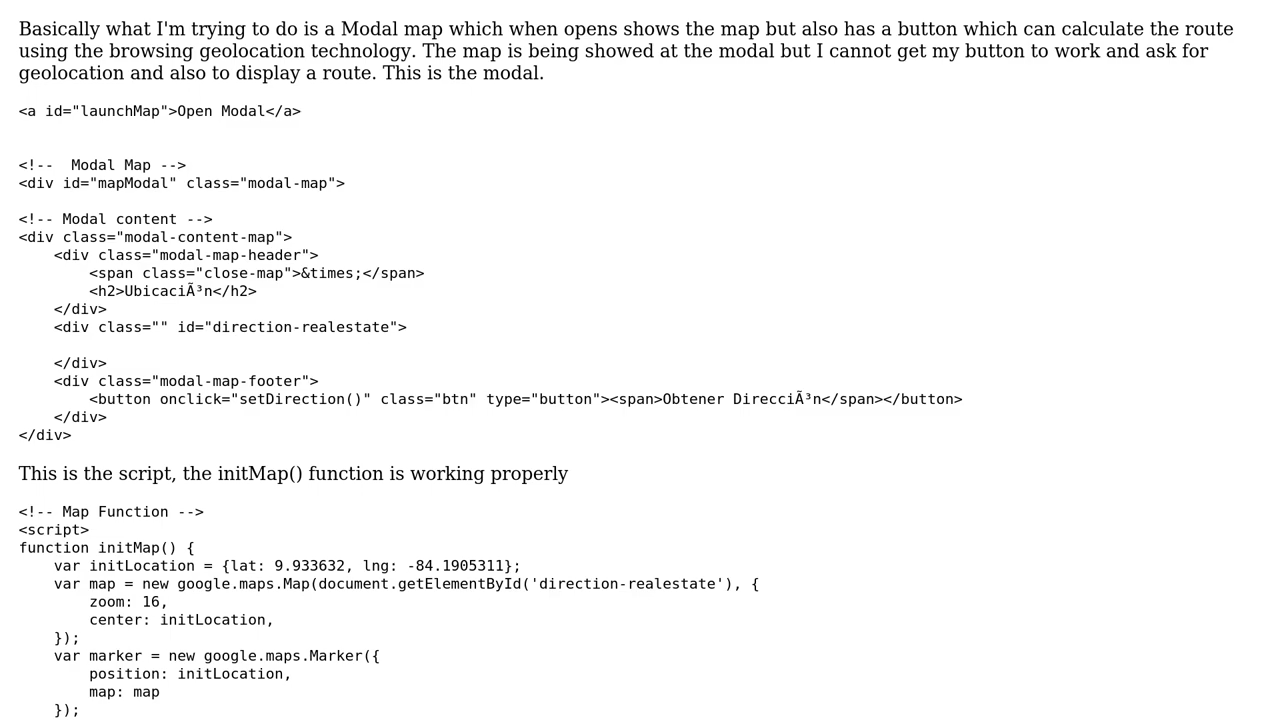 Basically what I'm trying to do is a Modal map which when opens shows the map but also has a button which can calculate the route
using the browsing geolocation technology. The map is being showed at the modal but I cannot get my button to work and ask for
geolocation and also to display a route. This is the modal.
<a id="launchMap">Open Modal</a>
<!--  Modal Map -->
<div id="mapModal" class="modal-map">
<!-- Modal content -->
<div class="modal-content-map">
    <div class="modal-map-header">
        <span class="close-map">&times;</span>
        <h2>UbicaciÃ³n</h2>
    </div>
    <div class="" id="direction-realestate">
    </div>
    <div class="modal-map-footer">
        <button onclick="setDirection()" class="btn" type="button"><span>Obtener DirecciÃ³n</span></button>
    </div>
</div>
This is the script, the initMap() function is working properly
<!-- Map Function -->
<script>
function initMap() {
    var initLocation = {lat: 9.933632, lng: -84.1905311};
    var map = new google.maps.Map(document.getElementById('direction-realestate'), {
        zoom: 16,
        center: initLocation,
    });
    var marker = new google.maps.Marker({
        position: initLocation,
        map: map
    });